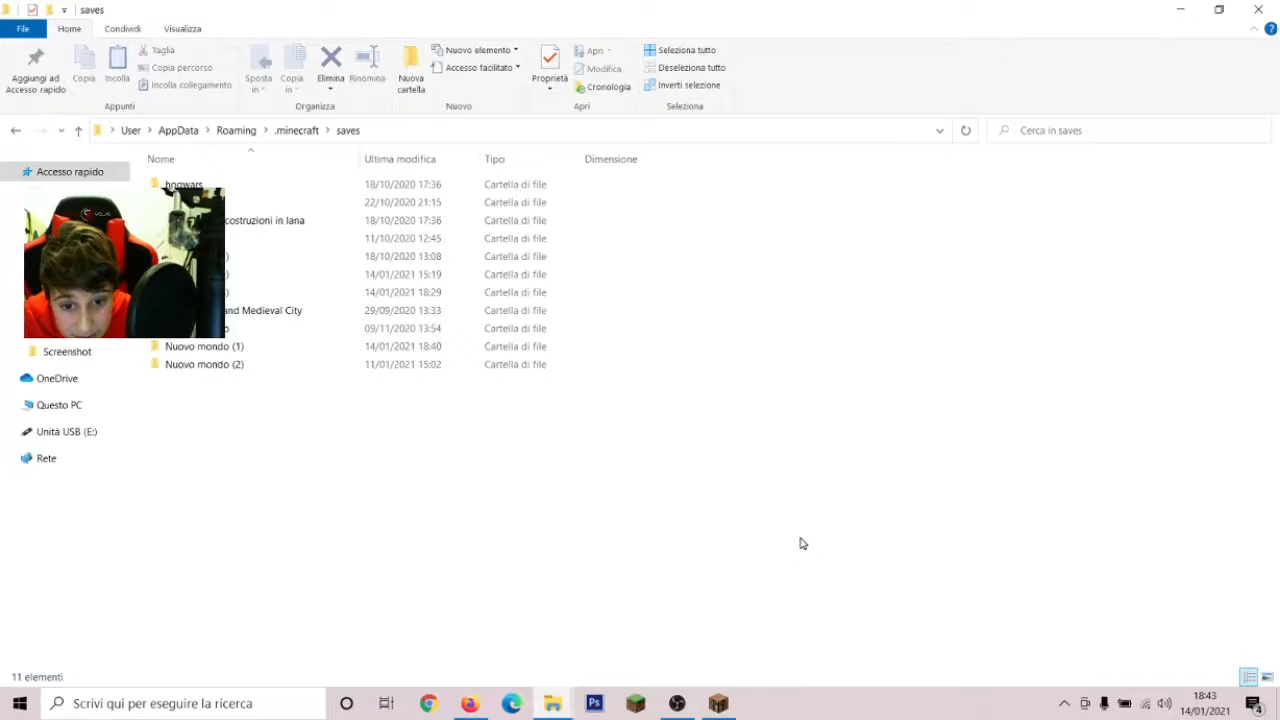 saves
File Home Condividi Visualizza
Aggiungi ad Accesso rapido
Copia
Incolla
Taglia
Copia percorso
Incolla collegamento
Appunti
Sposta in
Copia in
Elimina
Rinomina
Organizza
Nuova cartella
Nuovo elemento
Accesso facilitato
Nuovo
Proprietà
Apri
Modifica
Cronologia
Apri
Seleziona tutto
Deseleziona tutto
Inverti selezione
Seleziona
User > AppData > Roaming > .minecraft > saves
Cerca in saves
Nome Ultima modifica Tipo Dimensione
Accesso rapido
hogwars 18/10/2020 17:36 Cartella di file
22/10/2020 21:15 Cartella di file
costruzioni in lana 18/10/2020 17:36 Cartella di file
11/10/2020 12:45 Cartella di file
) 18/10/2020 13:08 Cartella di file
) 14/01/2021 15:19 Cartella di file
) 14/01/2021 18:29 Cartella di file
and Medieval City 29/09/2020 13:33 Cartella di file
o 09/11/2020 13:54 Cartella di file
Nuovo mondo (1) 14/01/2021 18:40 Cartella di file
Nuovo mondo (2) 11/01/2021 15:02 Cartella di file
Screenshot
OneDrive
Questo PC
Unità USB (E:)
Rete
11 elementi
Scrivi qui per eseguire la ricerca
Ps
18:43
14/01/2021
4